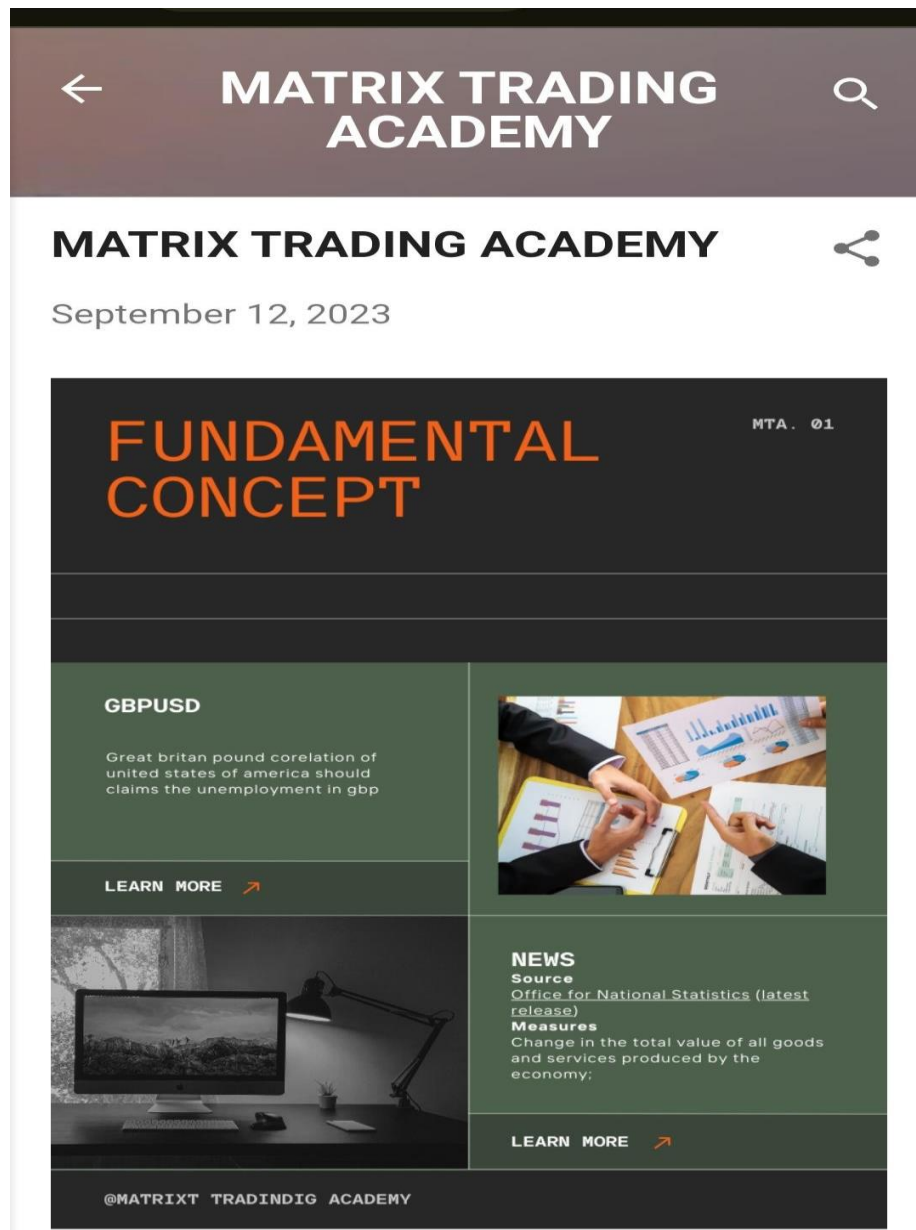 MATRIX TRADING
ACADEMY
MATRIX TRADING ACADEMY
September 12, 2023
FUNDAMENTAL
CONCEPT
MTA. 01
GBPUSD
Great britan pound corelation of
united states of america should
claims the unemployment in gbp
LEARN MORE
NEWS
Source
Office for National Statistics (latest
release)
Measures
Change in the total value of all goods
and services produced by the
economy;
LEARN MORE
@MATRIXT TRADINDIG ACADEMY